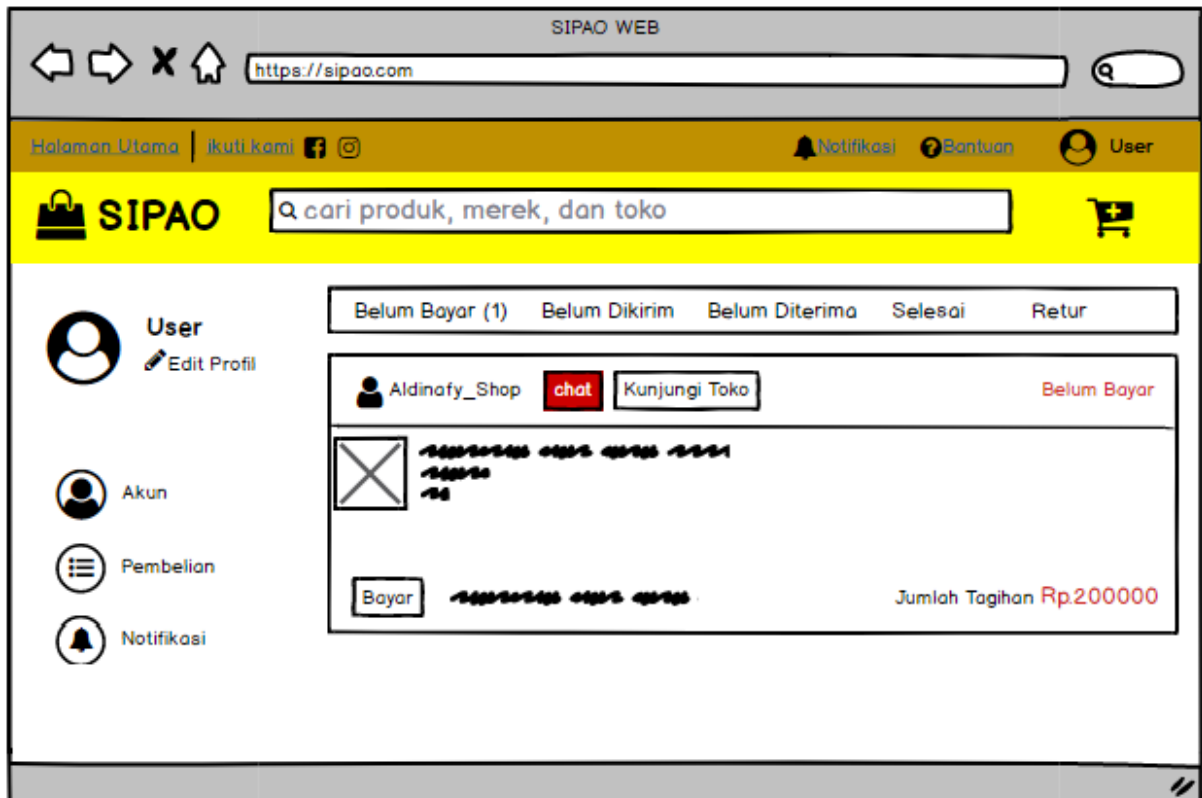 SIPAO WEB
https://sipao.com
Halaman Utama ikuti kami Notifikasi Bantuan User
SIPAO cari produk, merek, dan toko
User
Edit Profil
Akun
Pembelian
Notifikasi
Belum Bayar (1) Belum Dikirim Belum Diterima Selesai Retur
Aldinafy_Shop chat Kunjungi Toko Belum Bayar
Bayar Jumlah Tagihan Rp.200000